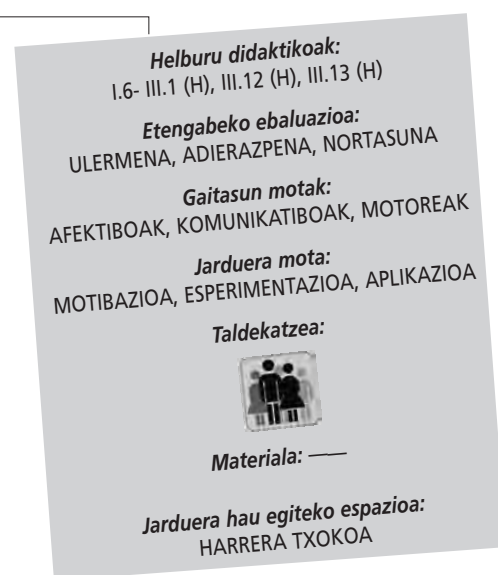 Helburu didaktikoak:
I.6- III.1 (H), III.12 (H), III.13 (H)
Etengabeko ebaluazioa:
ULERMENA, ADIERAZPENA, NORTASUNA
Gaitasun motak:
AFEKTIBOAK, KOMUNIKATIBOAK, MOTOREAK
Jarduera mota:
MOTIBAZIOA, ESPERIMENTAZIOA, APLIKAZIOA
Taldekatzea:
Materiala: ——
Jarduera hau egiteko espazioa:
HARRERA TXOKOA